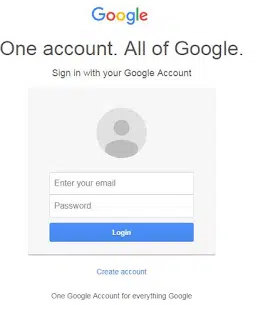 Google
One account. All of Google.
Sign in with your Google Account
Enter your email
Password
Login
Create account
One Google Account for everything Google